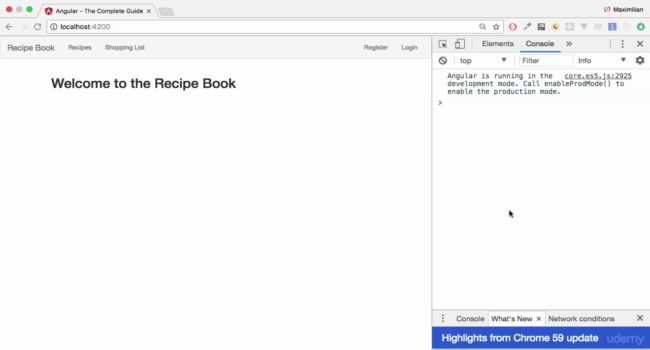 Angular - The Complete Guide
Maximilian
localhost:4200
Recipe Book Recipes Shopping List Register Login
Elements Console
top Filter Info
Welcome to the Recipe Book
Angular is running in the core.es5.js:2925
development mode. Call enableProdMode() to
enable the production mode.
Console What's New Network conditions
Highlights from Chrome 59 update
udemy